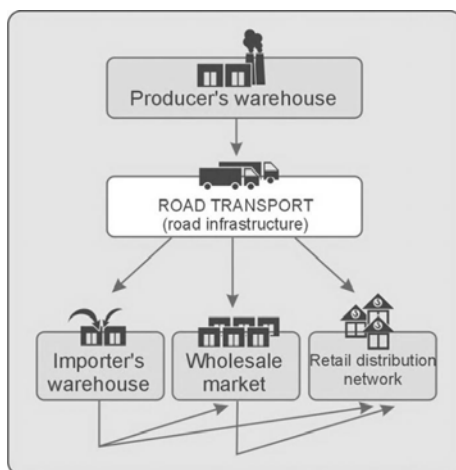 Producer's warehouse
ROAD TRANSPORT
(road infrastructure)
Importer's
warehouse
Wholesale
market
Retail distribution
network